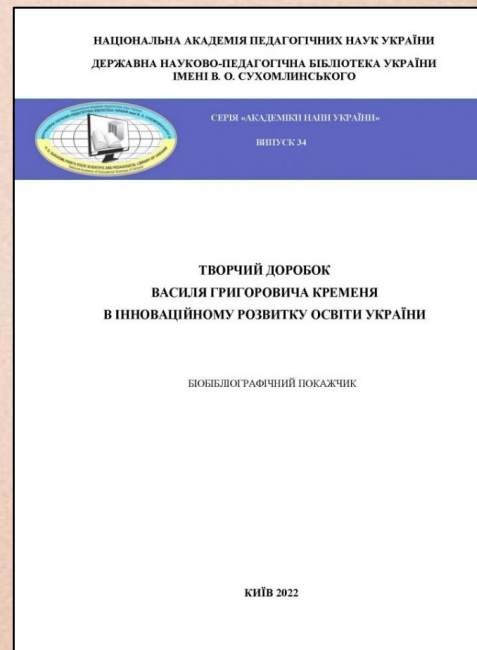 НАЦІОНАЛЬНА АКАДЕМІЯ ПЕДАГОГІЧНИХ НАУК УКРАЇНИ
ДЕРЖАВНА НАУКОВО-ПЕДАГОГІЧНА БІБЛІОТЕКА УКРАЇНИ
ІМЕНІ В. О. СУХОМЛИНСЬКОГО
СЕРІЯ «АКАДЕМІКИ НАПН УКРАЇНИ»
ВИПУСК 34
ТВОРЧИЙ ДОРОБОК
ВАСИЛЯ ГРИГОРОВИЧА КРЕМЕНЯ
В ІННОВАЦІЙНОМУ РОЗВИТКУ ОСВІТИ УКРАЇНИ
БІОБІБЛІОГРАФІЧНИЙ ПОКАЖЧИК
КИЇВ 2022